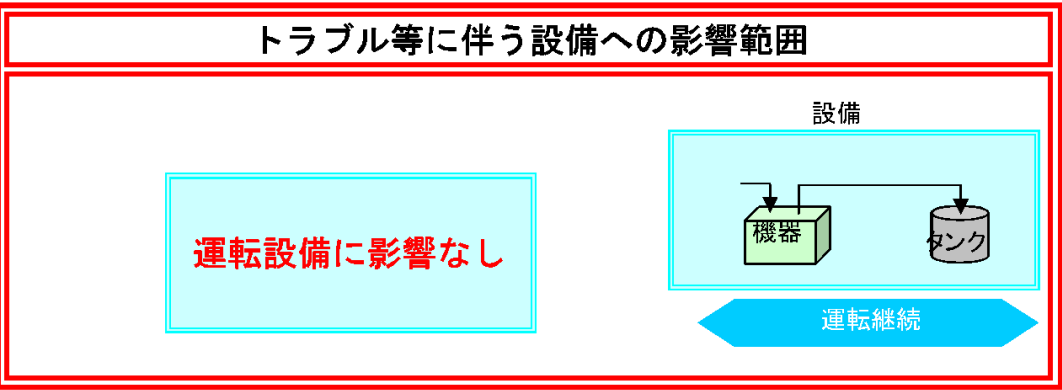 トラブル等に伴う設備への影響範囲
設備
運転設備に影響なし
機器
タンク
運転継続